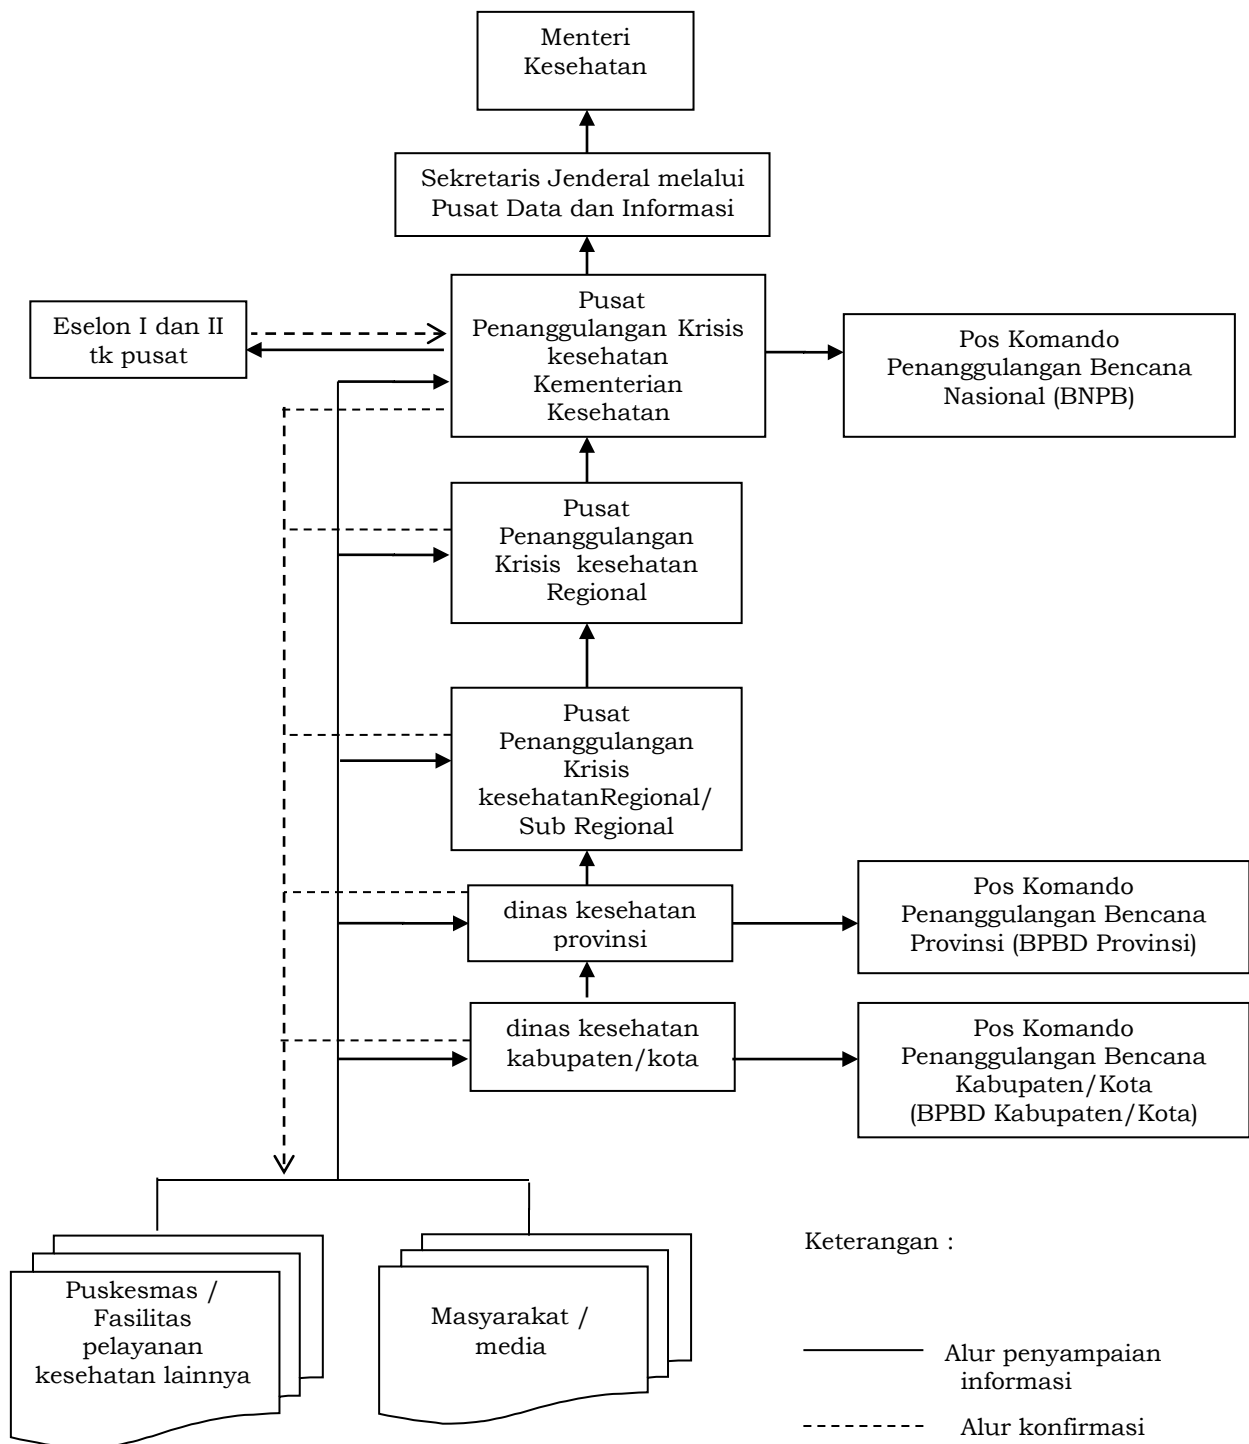 Menteri
Kesehatan
Sekretaris Jenderal melalui
Pusat Data dan Informasi
Eselon I dan II
tk pusat
Pusat
Penanggulangan Krisis
kesehatan
Kementerian
Kesehatan
Pos Komando
Penanggulangan Bencana
Nasional (BNPB)
Pusat
Penanggulangan
Krisis kesehatan
Regional
Pusat
Penanggulangan
Krisis
kesehatanRegional/
Sub Regional
dinas kesehatan
provinsi
Pos Komando
Penanggulangan Bencana
Provinsi (BPBD Provinsi)
dinas kesehatan
kabupaten/kota
Pos Komando
Penanggulangan Bencana
Kabupaten/Kota
(BPBD Kabupaten/Kota)
Puskesmas /
Fasilitas
pelayanan
kesehatan lainnya
Masyarakat /
media
Keterangan :
Alur penyampaian
informasi
Alur konfirmasi